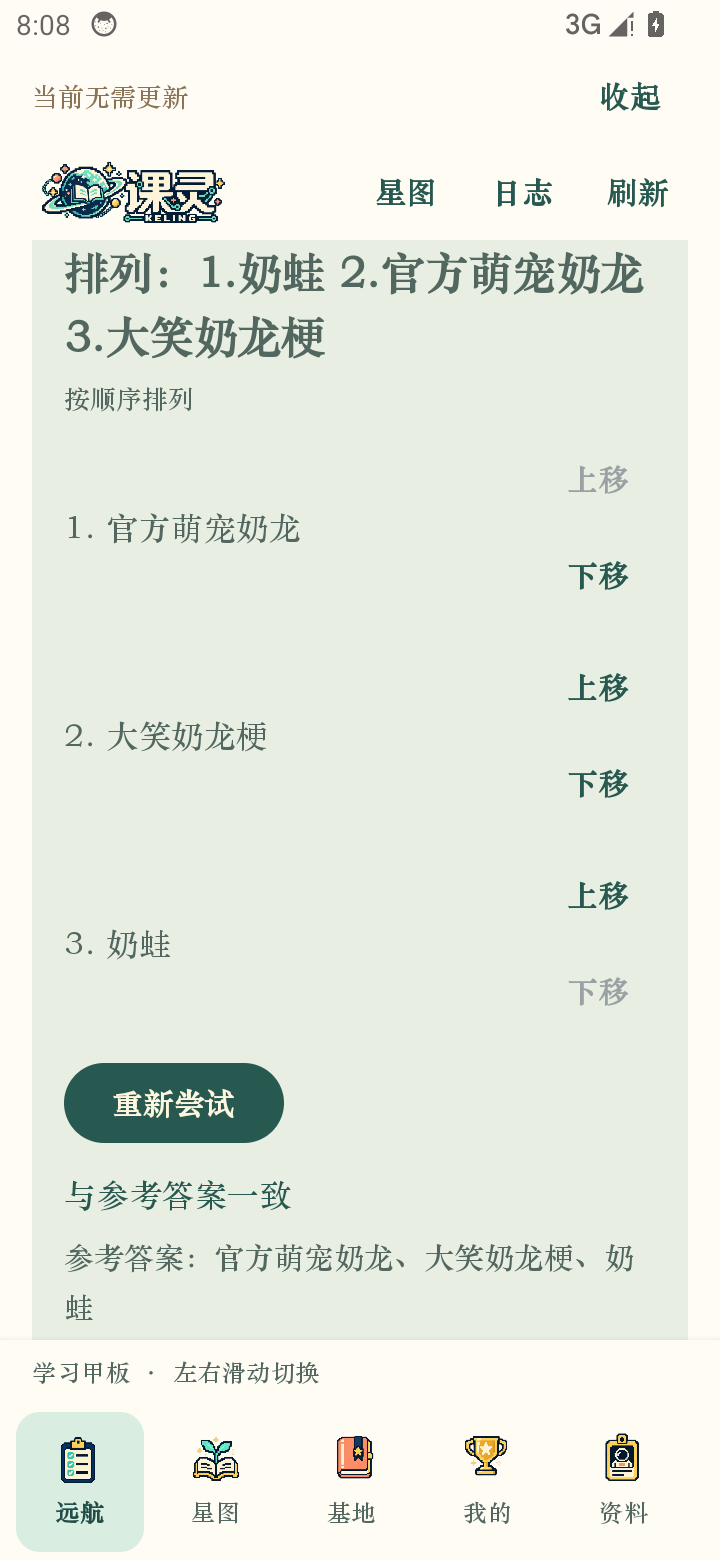 8:08
3G
当前无需更新
收起
课灵
KELING
星图
日志
刷新
排列：1.奶蛙 2.官方萌宠奶龙
3.大笑奶龙梗
按顺序排列
上移
1. 官方萌宠奶龙
下移
上移
2. 大笑奶龙梗
下移
上移
3. 奶蛙
下移
重新尝试
与参考答案一致
参考答案：官方萌宠奶龙、大笑奶龙梗、奶
蛙
学习甲板 · 左右滑动切换
远航
星图
基地
我的
资料